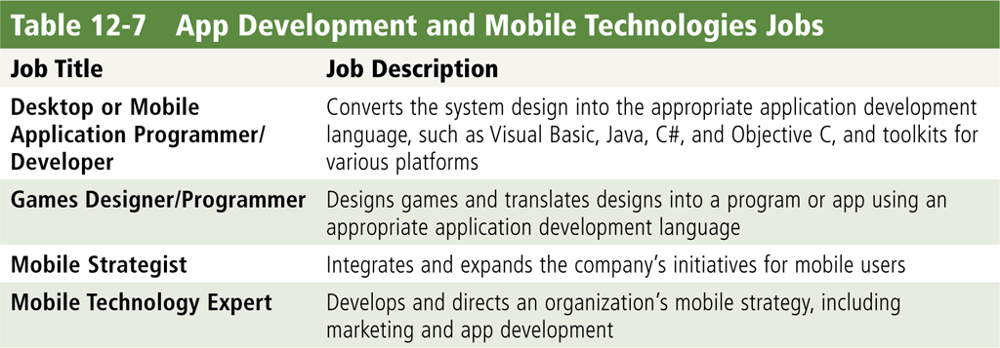 Table 12-7 App Development and Mobile Technologies Jobs
Job Title Job Description
Desktop or Mobile Converts the system design into the appropriate application development
Application Programmer/ language, such as Visual Basic, Java, C#, and Objective C, and toolkits for
Developer various platforms
Games Designer/Programmer Designs games and translates designs into a program or app using an
appropriate application development language
Mobile Strategist Integrates and expands the company’s initiatives for mobile users
Mobile Technology Expert Develops and directs an organization’s mobile strategy, including
marketing and app development